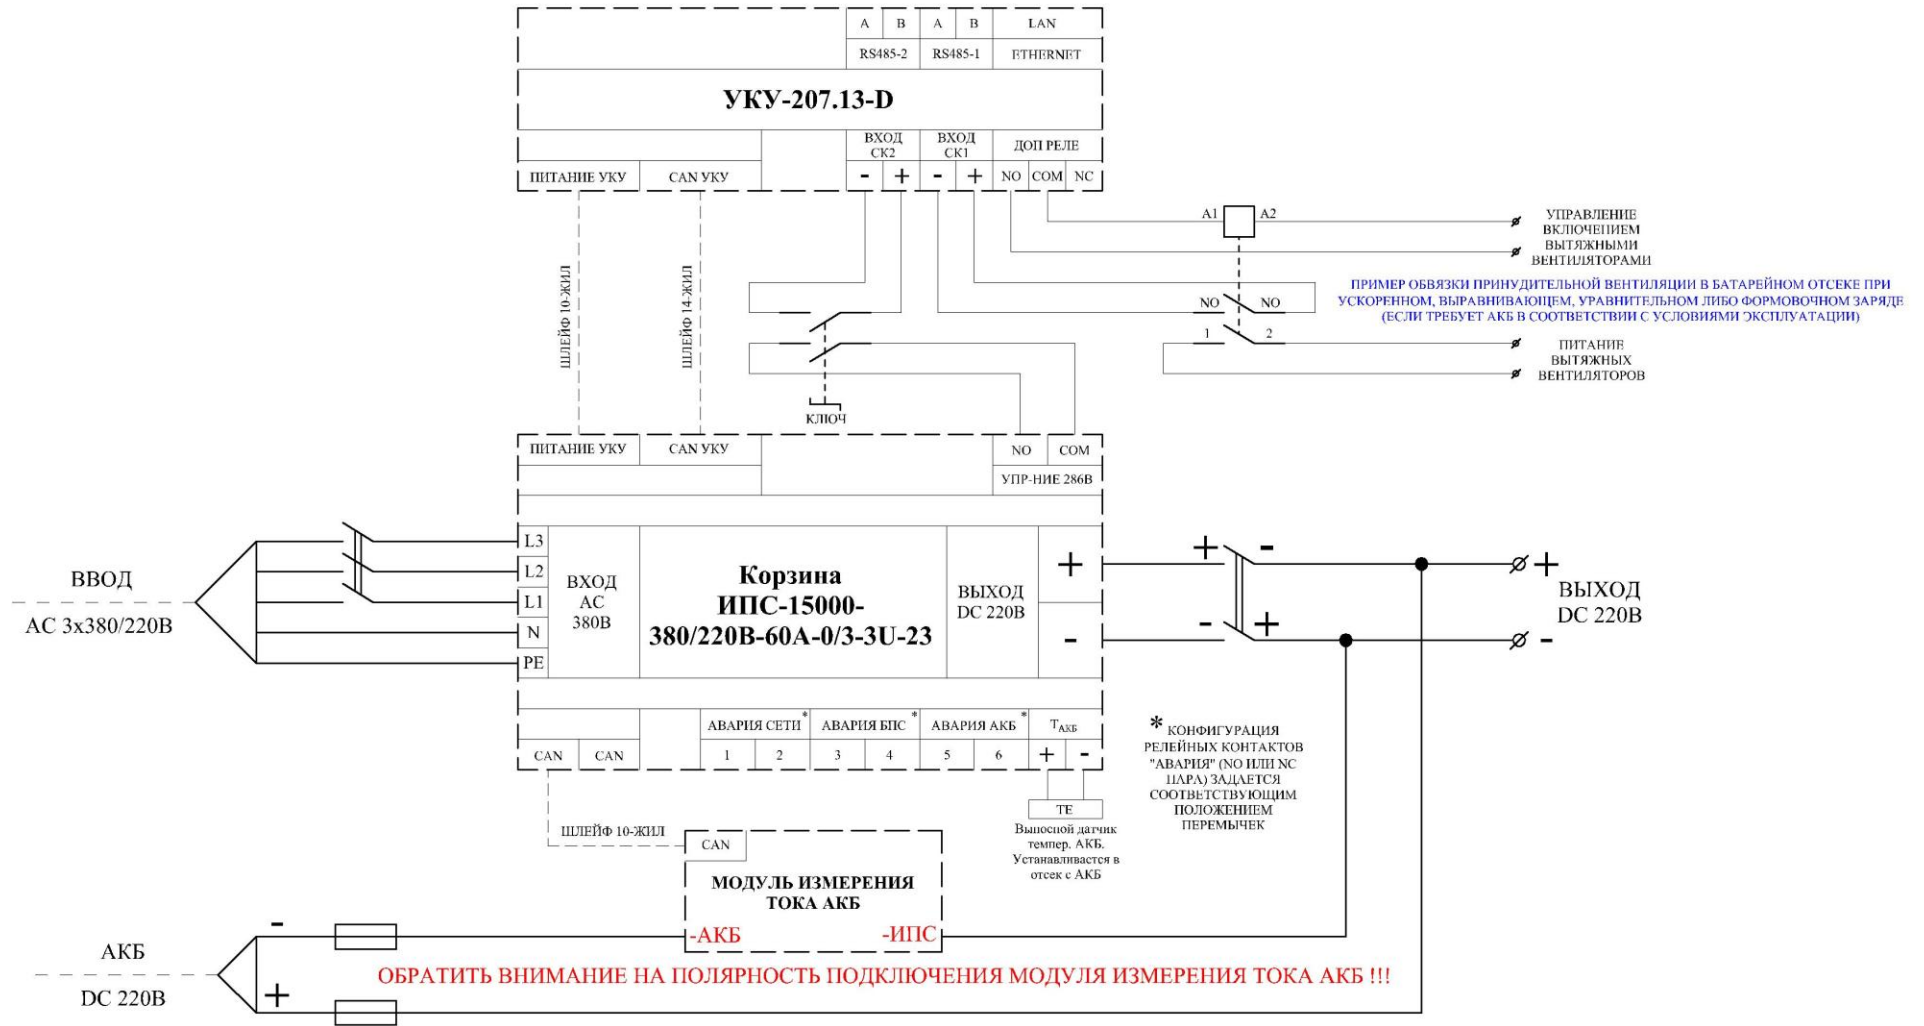 A B A B LAN
RS485-2 RS485-1 ETHERNET
УКУ-207.13-D
ВХОД СК2
ВХОД СК1
ДОП РЕЛЕ
ПИТАНИЕ УКУ CAN УКУ - + - + NO COM NC
A1 A2
УПРАВЛЕНИЕ
ВКЛЮЧЕНИЕМ
ВЫТЯЖНЫМИ
ВЕНТИЛЯТОРАМИ
ШЛЕЙФ 10-ЖИЛ
ШЛЕЙФ 14-ЖИЛ
ПРИМЕР ОБВЯЗКИ ПРИНУДИТЕЛЬНОЙ ВЕНТИЛЯЦИИ В БАТАРЕЙНОМ ОТСЕКЕ ПРИ
УСКОРЕННОМ, ВЫРАВНИВАЮЩЕМ, УРАВНИТЕЛЬНОМ ЛИБО ФОРМОВОЧНОМ ЗАРЯДЕ
(ЕСЛИ ТРЕБУЕТ АКБ В СООТВЕТСТВИИ С УСЛОВИЯМИ ЭКСПЛУАТАЦИИ)
NO NO
1 2
ПИТАНИЕ
ВЫТЯЖНЫХ
ВЕНТИЛЯТОРОВ
КЛЮЧ
ПИТАНИЕ УКУ CAN УКУ NO COM
УПР-НИЕ 286В
ВВОД
AC 3x380/220В
L3
L2
L1
N
PE
ВХОД
AC
380В
Корзина
ИПС-15000-
380/220В-60А-0/3-3U-23
ВЫХОД
DC 220В
+
-
+ -
- +
+
-
ВЫХОД
DC 220В
АВАРИЯ СЕТИ* АВАРИЯ БПС* АВАРИЯ АКБ* TАКБ
CAN CAN 1 2 3 4 5 6 + -
* КОНФИГУРАЦИЯ
РЕЛЕЙНЫХ КОНТАКТОВ
"АВАРИЯ" (NO ИЛИ NC
ПАРА) ЗАДАЕТСЯ
СООТВЕТСТВУЮЩИМ
ПОЛОЖЕНИЕМ
ПЕРЕМЫЧЕК
TE
Выносной датчик
темпер. АКБ.
Устанавливается в
отсек с АКБ
ШЛЕЙФ 10-ЖИЛ
CAN
МОДУЛЬ ИЗМЕРЕНИЯ
ТОКА АКБ
-АКБ -ИПС
АКБ
DC 220В
-
+
ОБРАТИТЬ ВНИМАНИЕ НА ПОЛЯРНОСТЬ ПОДКЛЮЧЕНИЯ МОДУЛЯ ИЗМЕРЕНИЯ ТОКА АКБ !!!